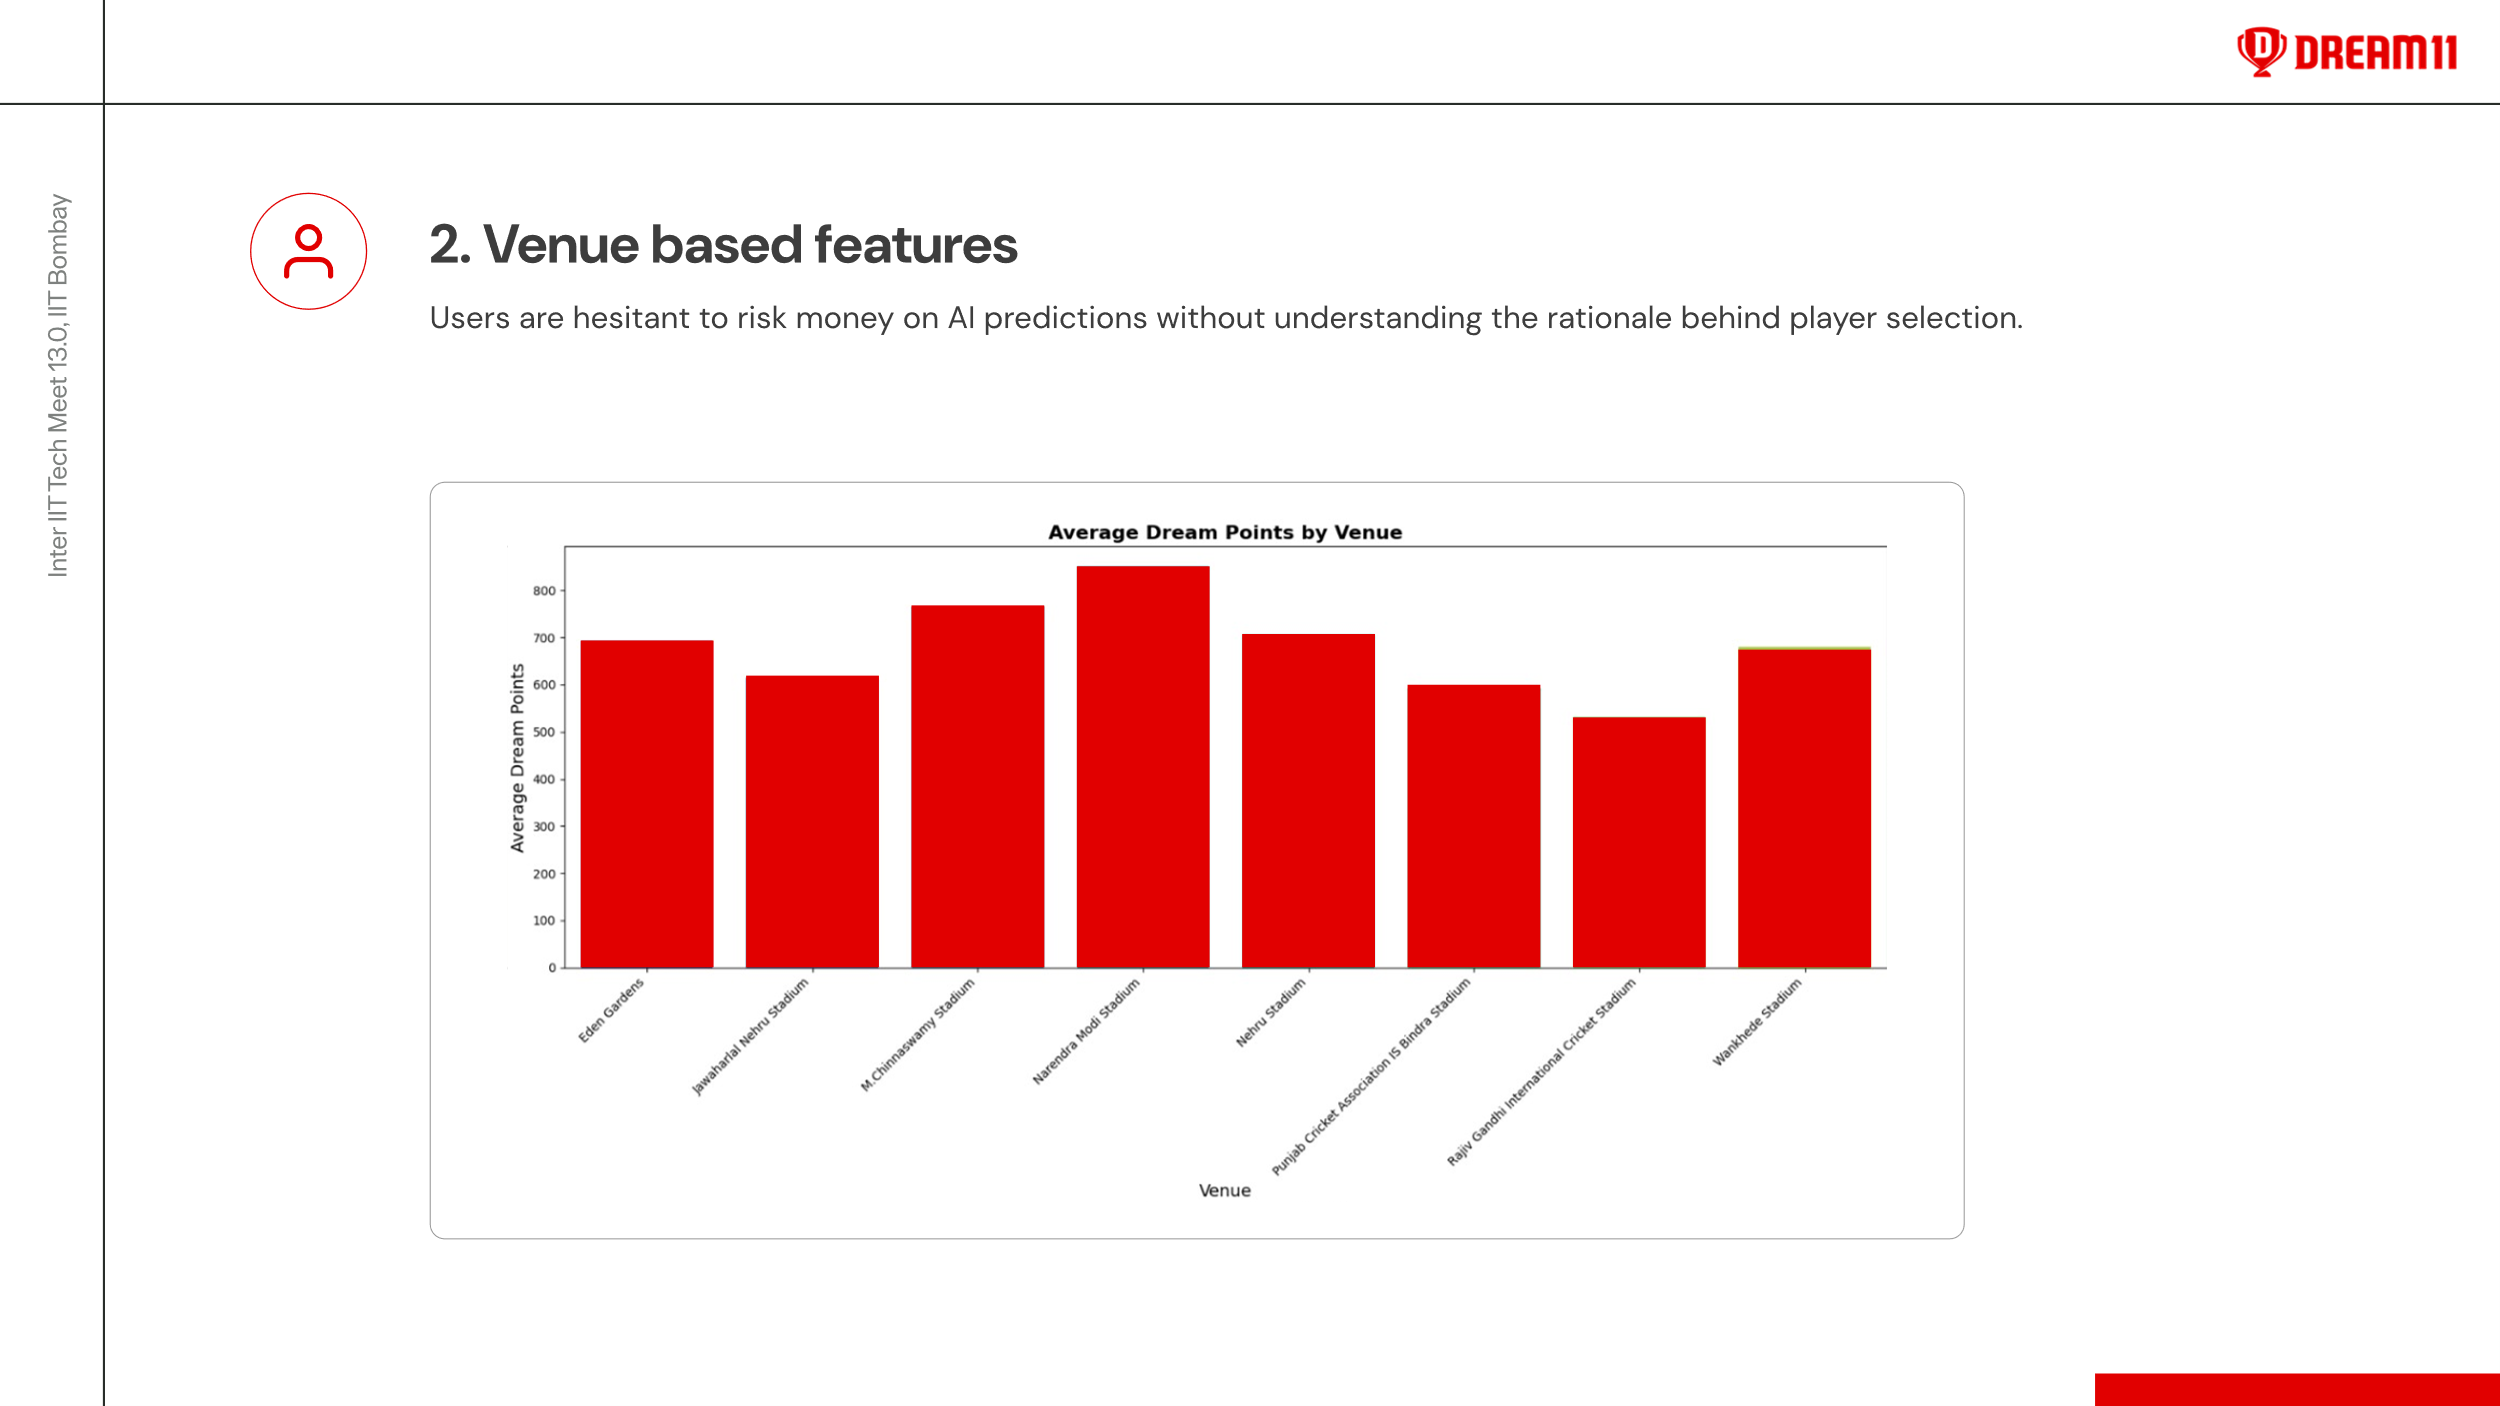 DREAM11
Inter IIT Tech Meet 13.0, IIT Bombay
2. Venue based features
Users are hesitant to risk money on AI predictions without understanding the rationale behind player selection.
Average Dream Points by Venue
Average Dream Points
800
700
600
500
400
300
200
100
0
Eden Gardens
Jawaharlal Nehru Stadium
M.Chinnaswamy Stadium
Narendra Modi Stadium
Nehru Stadium
Punjab Cricket Association IS Bindra Stadium
Rajiv Gandhi International Cricket Stadium
Wankhede Stadium
Venue